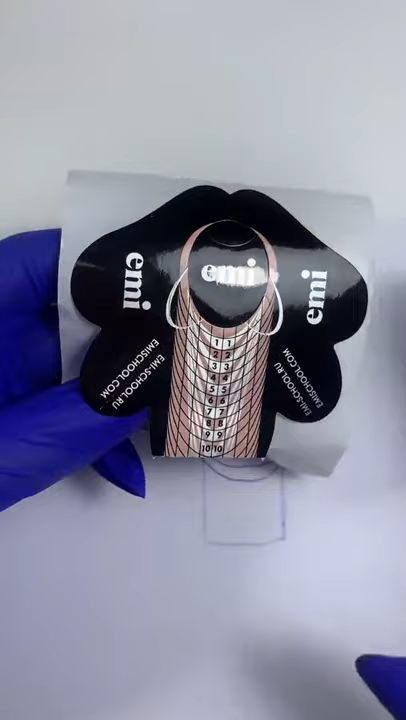 emi
emi
emi
EMISCHOOL.COM
EMI-SCHOOL.RU
EMI-SCHOOL.COM
EMISCHOOL.RU
1 1
2 2
3 3
4 4
5 5
6 6
7 7
8 8
9 9
10 10